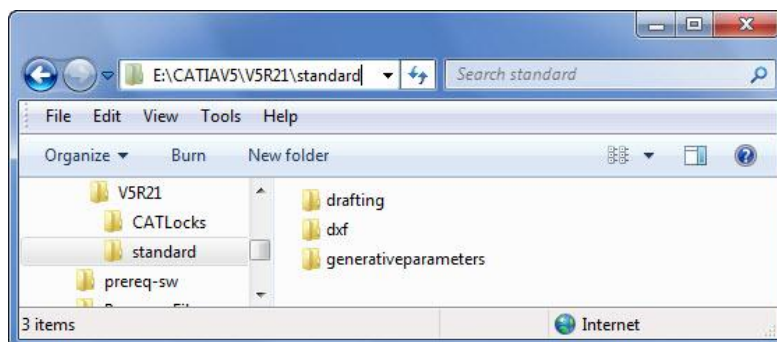 E:\CATIAV5\V5R21\standard Search standard
File Edit View Tools Help
Organize Burn New folder
V5R21
CATLocks
standard
prereq-sw
drafting
dxf
generativeparameters
3 items Internet